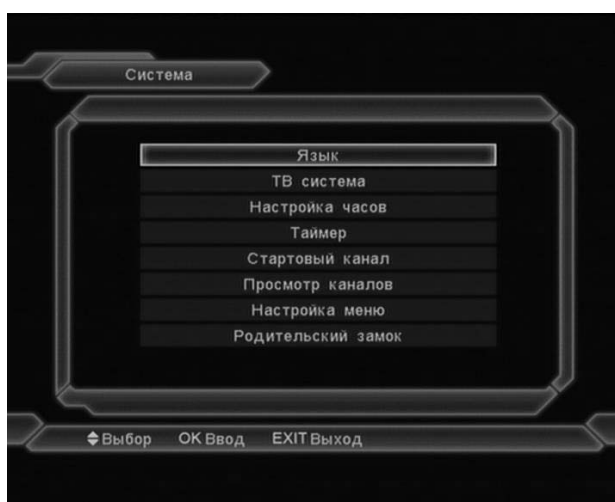 Система
Язык
ТВ система
Настройка часов
Таймер
Стартовый канал
Просмотр каналов
Настройка меню
Родительский замок
Выбор OK Ввод EXIT Выход